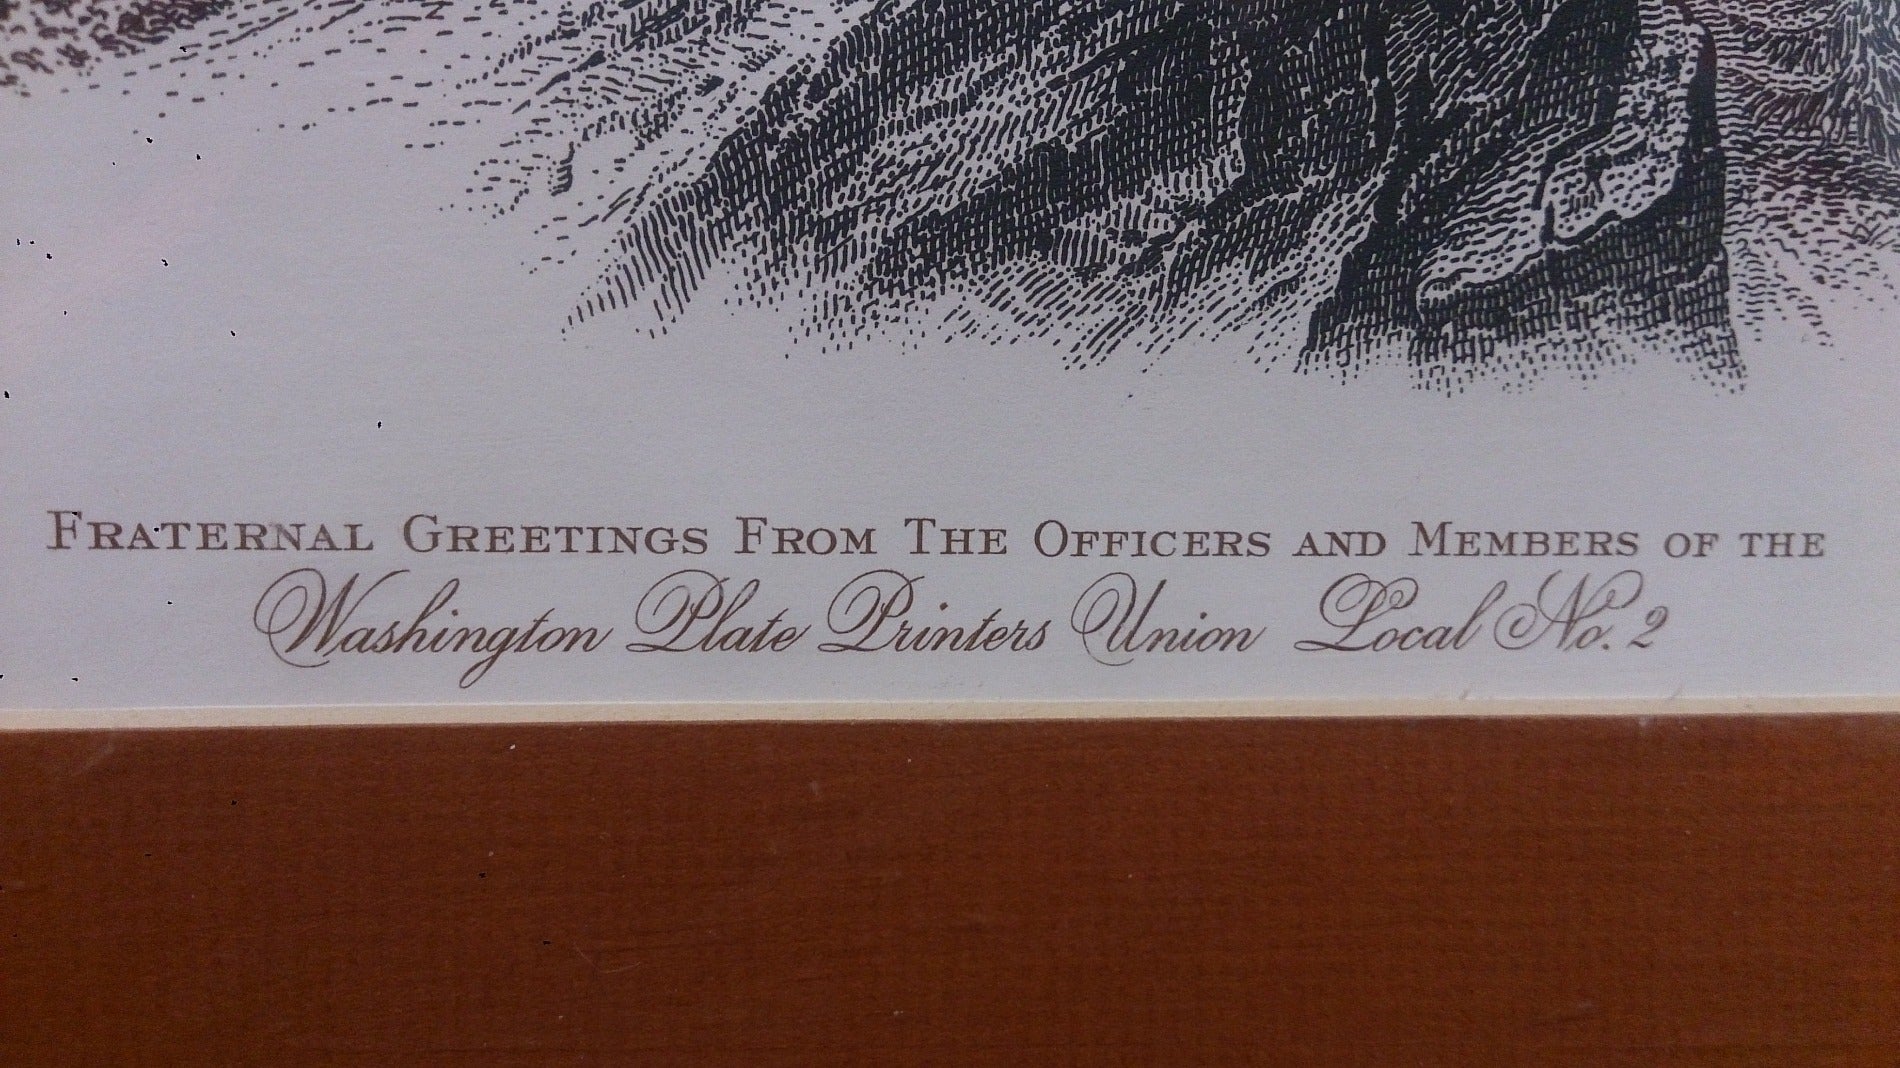 Fraternal Greetings From The Officers and Members of the
Washington Plate Printers Union Local No. 2